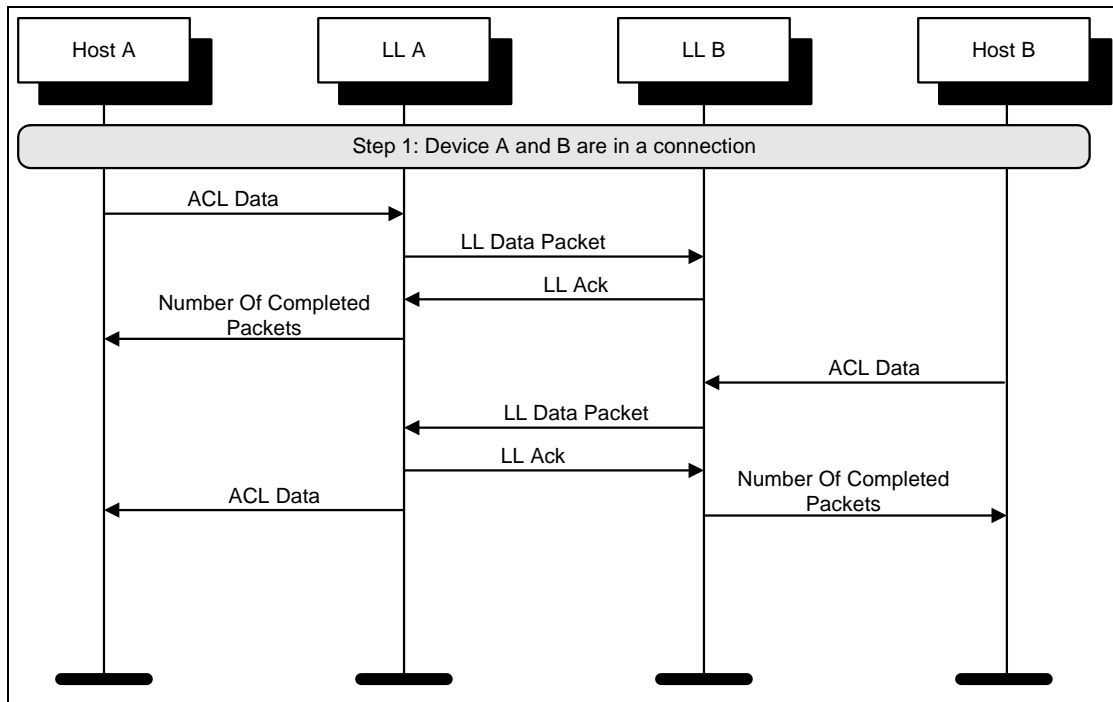 Host A
LL A
LL B
Host B
Step 1: Device A and B are in a connection
ACL Data
LL Data Packet
LL Ack
Number Of Completed
Packets
ACL Data
LL Data Packet
LL Ack
Number Of Completed
Packets
ACL Data